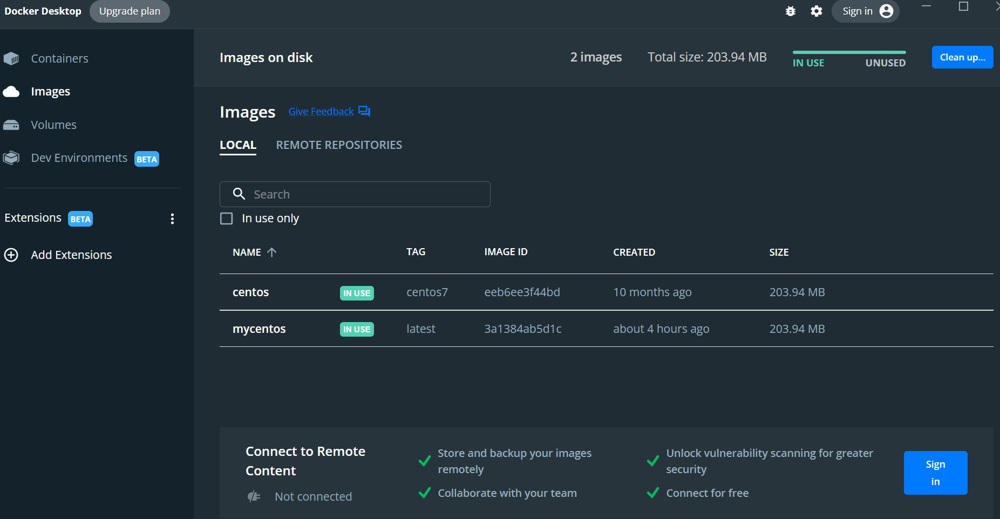 Docker Desktop Upgrade plan Sign in
Containers
Images
Volumes
Dev Environments BETA
Extensions BETA
Add Extensions
Images on disk 2 images Total size: 203.94 MB IN USE UNUSED Clean up...
Images Give Feedback
LOCAL REMOTE REPOSITORIES
Search
In use only
NAME TAG IMAGE ID CREATED SIZE
centos IN USE centos7 eeb6ee3f44bd 10 months ago 203.94 MB
mycentos IN USE latest 3a1384ab5d1c about 4 hours ago 203.94 MB
Connect to Remote
Content
Not connected
Store and backup your images
remotely
Collaborate with your team
Unlock vulnerability scanning for greater
security
Connect for free
Sign
in